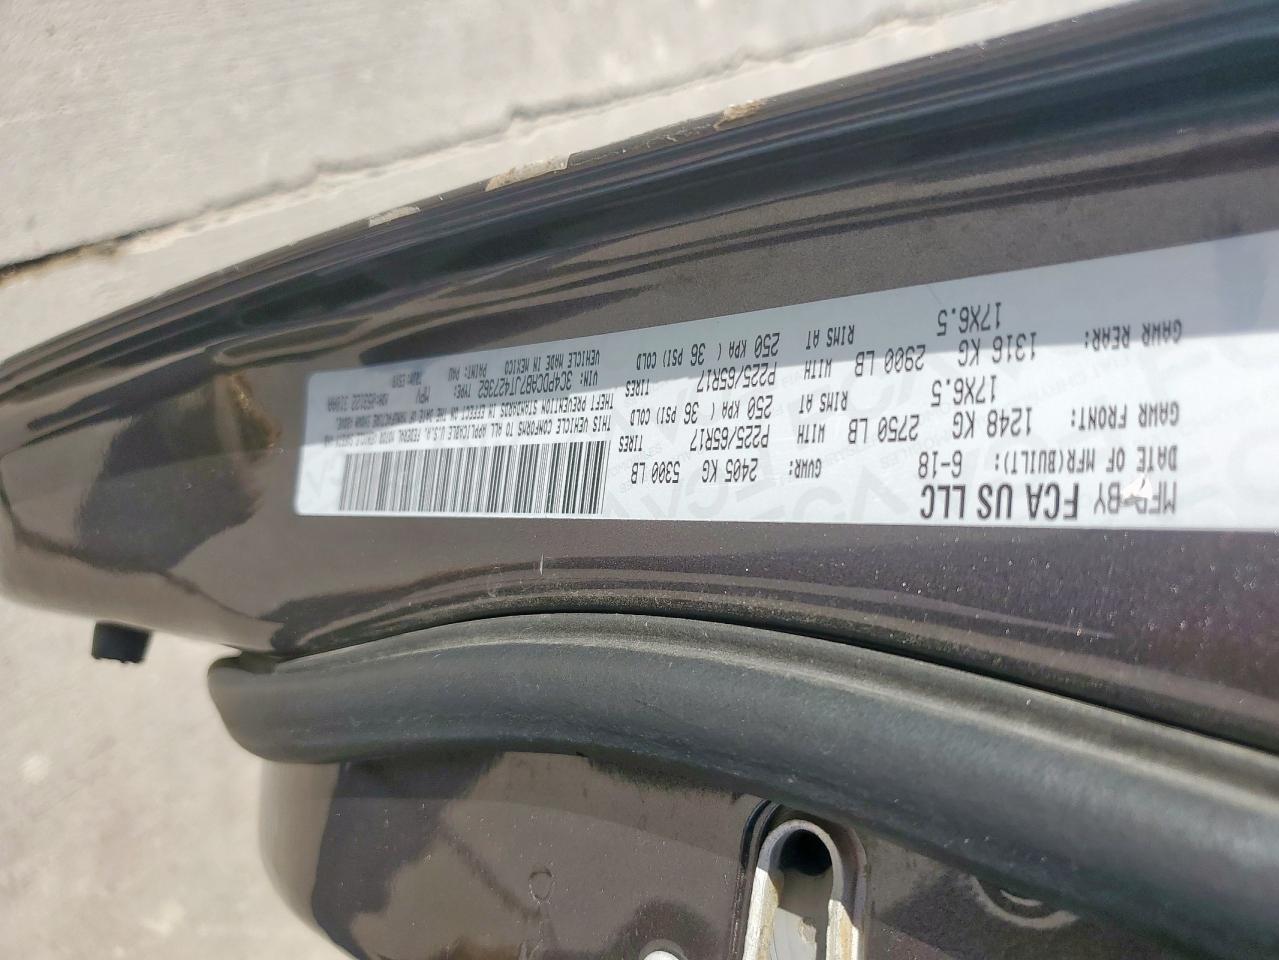 MFD BY FCA US LLC
DATE OF MFR(BUILT): 6-18 GVWR: 2405 KG 5300 LB
GAWR FRONT: 1248 KG 2750 LB WITH P225/65R17 TIRES
17X6.5 RIMS AT 250 KPA ( 36 PSI) COLD
GAWR REAR: 1316 KG 2900 LB WITH P225/65R17 TIRES
17X6.5 RIMS AT 250 KPA ( 36 PSI) COLD
THIS VEHICLE CONFORMS TO ALL APPLICABLE U.S.A. FEDERAL MOTOR VEHICLE SAFETY AND
THEFT PREVENTION STANDARDS IN EFFECT ON THE DATE OF MANUFACTURE SHOWN ABOVE.
VIN: 3C4PDCAB1JT427362 TYPE: MPV
VEHICLE MADE IN MEXICO PAINT: PAU